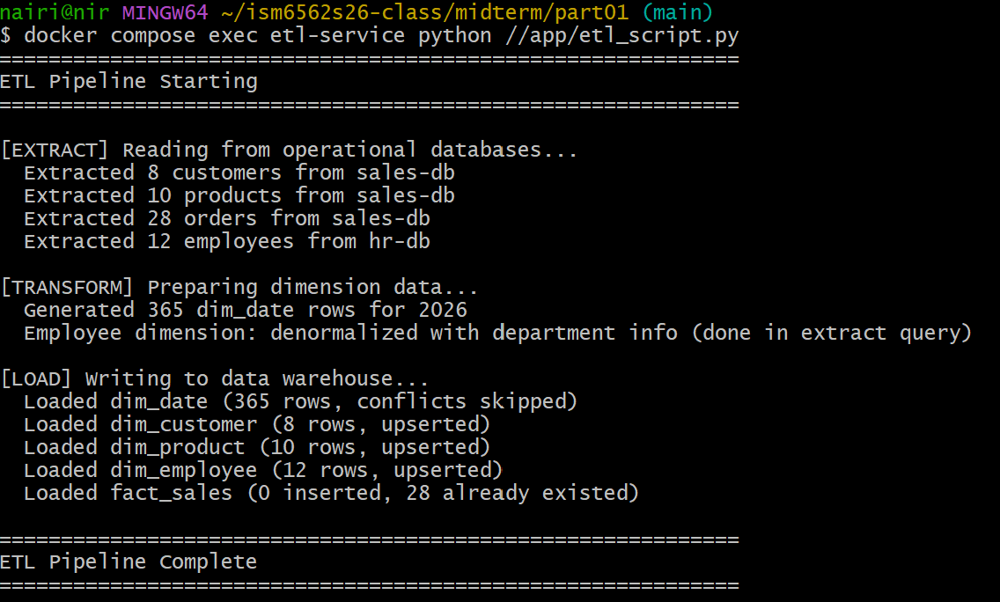 nairi@nir MINGW64 ~/ism6562s26-class/midterm/part01 (main)
$ docker compose exec etl-service python //app/etl_script.py
============================================================
ETL Pipeline Starting
============================================================
[EXTRACT] Reading from operational databases...
Extracted 8 customers from sales-db
Extracted 10 products from sales-db
Extracted 28 orders from sales-db
Extracted 12 employees from hr-db
[TRANSFORM] Preparing dimension data...
Generated 365 dim_date rows for 2026
Employee dimension: denormalized with department info (done in extract query)
[LOAD] Writing to data warehouse...
Loaded dim_date (365 rows, conflicts skipped)
Loaded dim_customer (8 rows, upserted)
Loaded dim_product (10 rows, upserted)
Loaded dim_employee (12 rows, upserted)
Loaded fact_sales (0 inserted, 28 already existed)
============================================================
ETL Pipeline Complete
============================================================